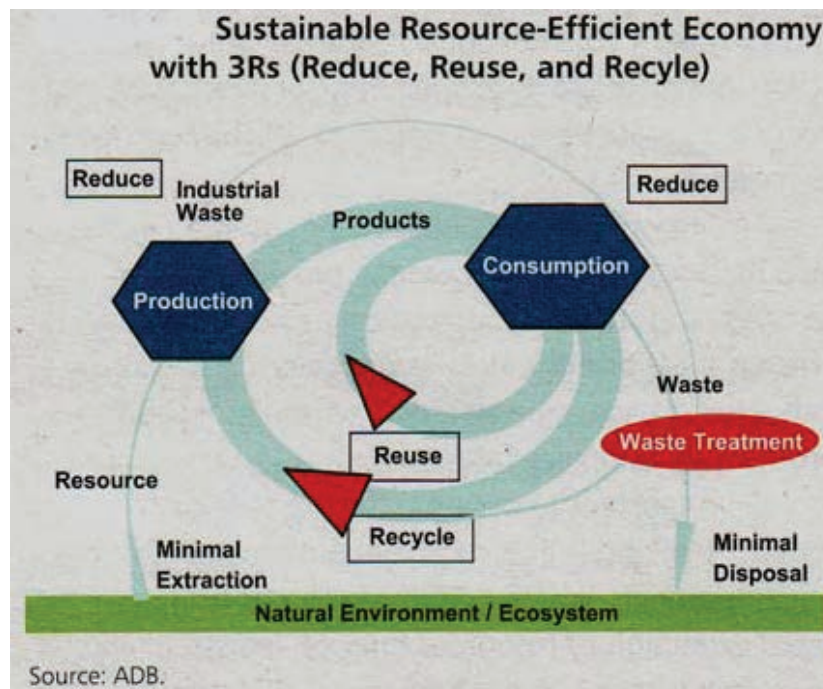 Sustainable Resource-Efficient Economy
with 3Rs (Reduce, Reuse, and Recyle)
Reduce
Industrial
Waste
Products
Reduce
Production
Consumption
Waste
Waste Treatment
Reuse
Resource
Recycle
Minimal
Extraction
Minimal
Disposal
Natural Environment / Ecosystem
Source: ADB.